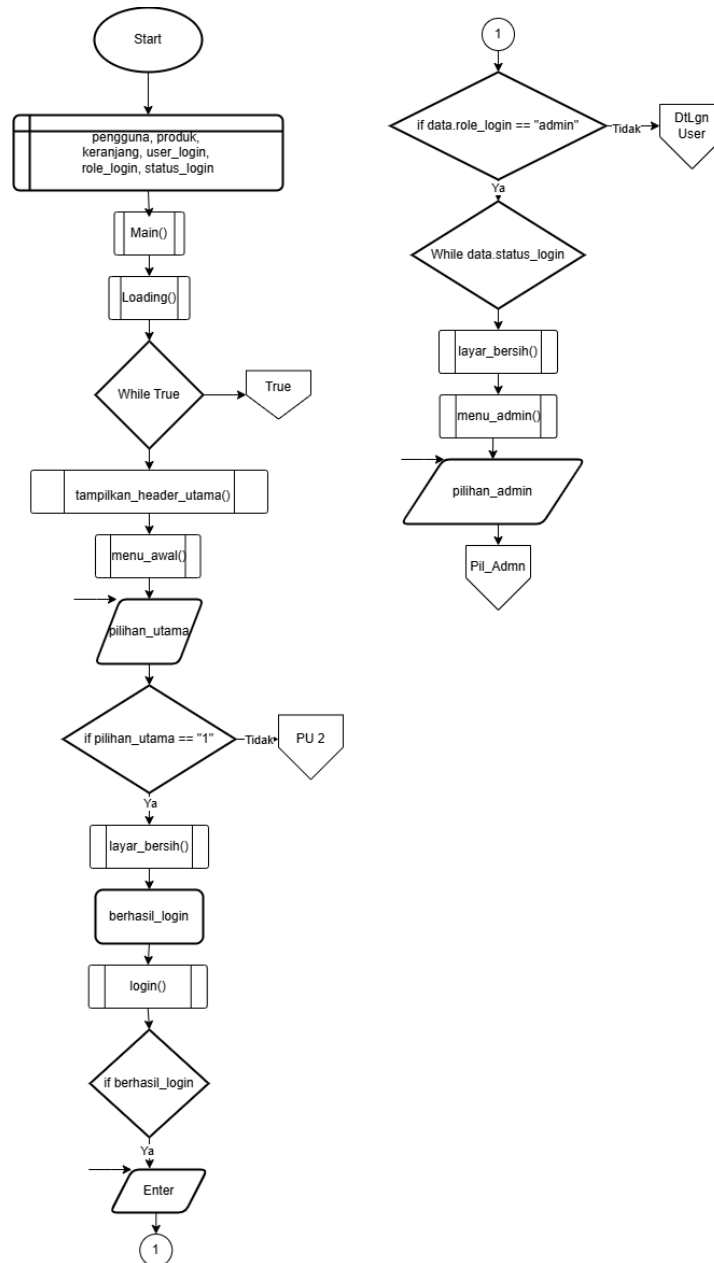 Start
pengguna, produk,
keranjang, user_login,
role_login, status_login
Main()
Loading()
While True
True
tampilkan_header_utama()
menu_awal()
pilihan_utama
if pilihan_utama == "1"
Tidak
PU 2
Ya
layar_bersih()
berhasil_login
login()
if berhasil_login
Ya
Enter
1
1
if data.role_login == "admin"
Tidak
DtLgn
User
Ya
While data.status_login
layar_bersih()
menu_admin()
pilihan_admin
Pil_Admn